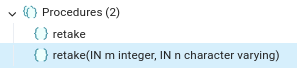 Procedures (2)
retake
retake(IN m integer, IN n character varying)